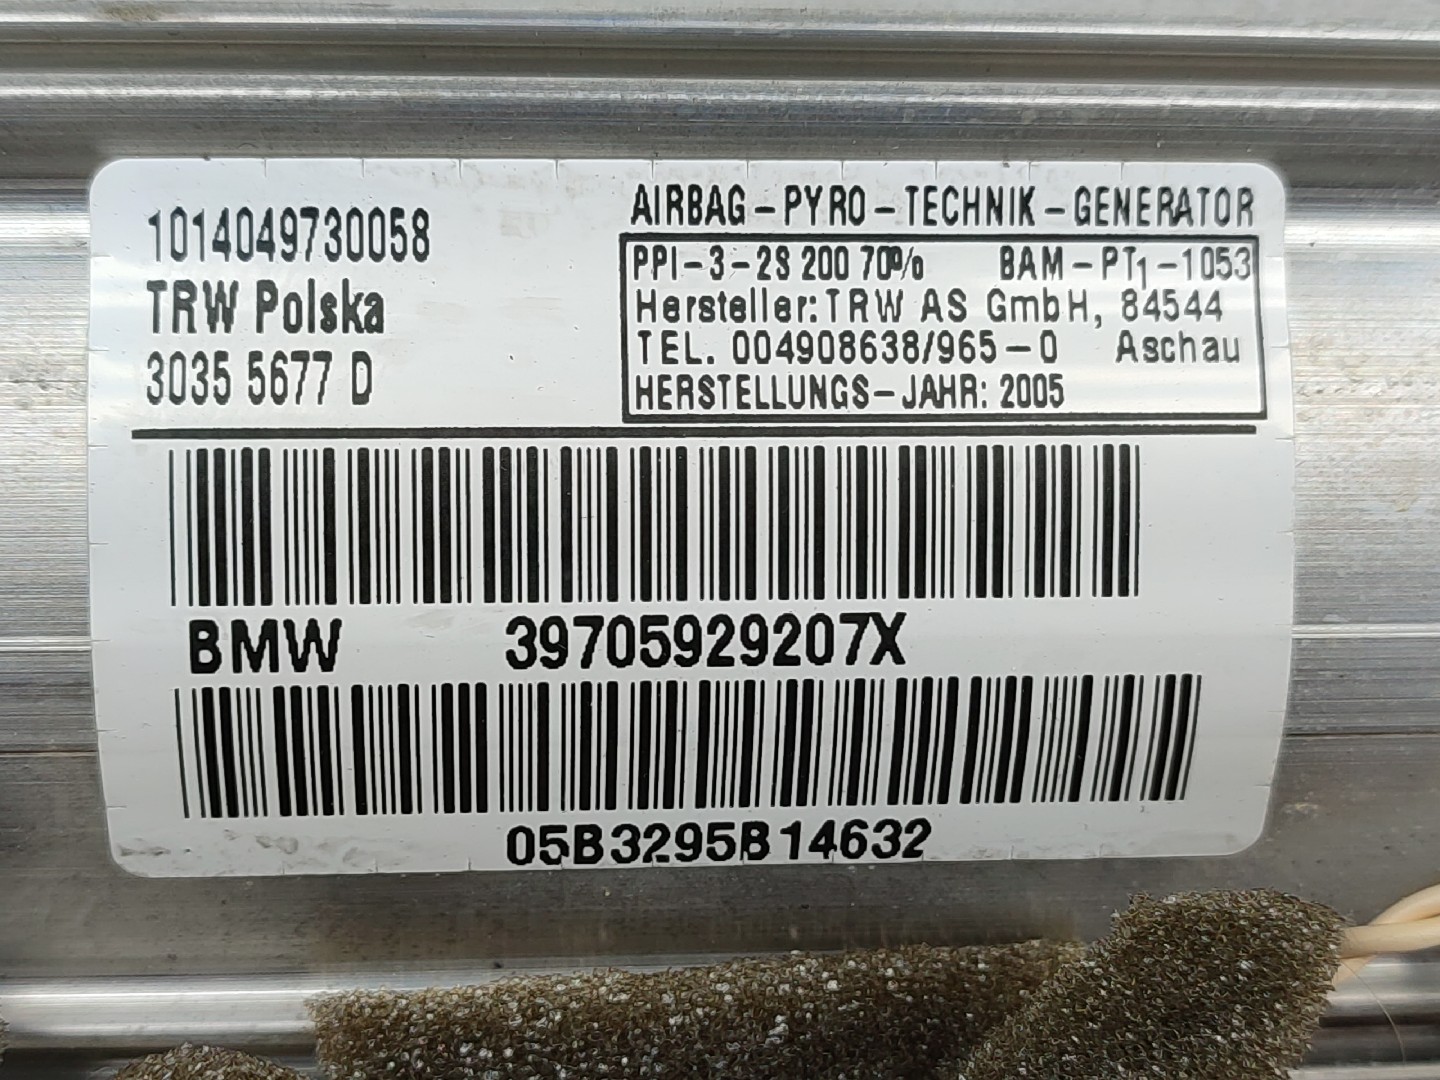 1014049730058
TRW Polska
3035 5677 D
AIRBAG-PYRO-TECHNIK-GENERATOR
PPI-3-2S 200 70% BAM-PT1-1053
Hersteller: TRW AS GmbH, 84544
TEL. 004908638/965-0 Aschau
HERSTELLUNGS-JAHR: 2005
BMW 39705929207X
05B3295B14632